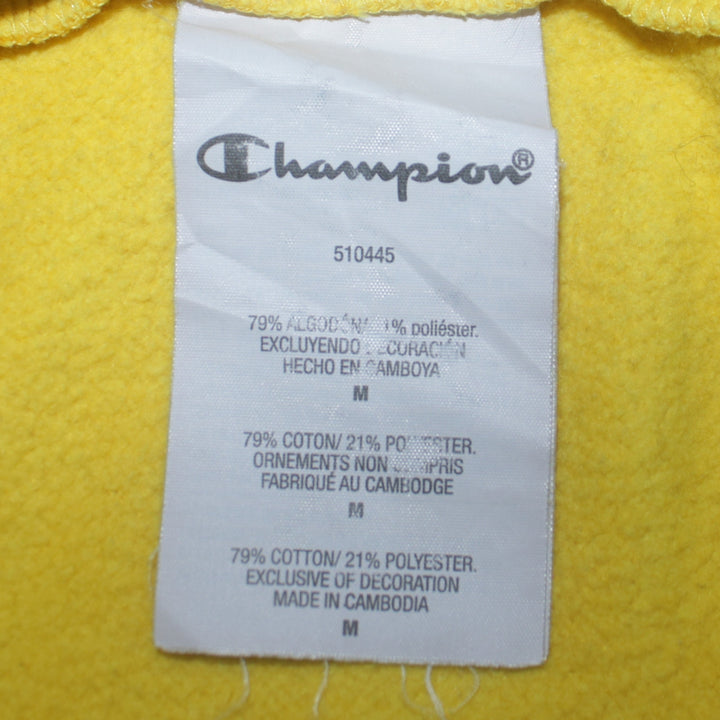 Champion®
510445
79% ALGODÓN/ 21% poliéster.
EXCLUYENDO DECORACIÓN
HECHO EN CAMBOYA
M
79% COTON/ 21% POLYESTER.
ORNEMENTS NON COMPRIS
FABRIQUÉ AU CAMBODGE
M
79% COTTON/ 21% POLYESTER.
EXCLUSIVE OF DECORATION
MADE IN CAMBODIA
M